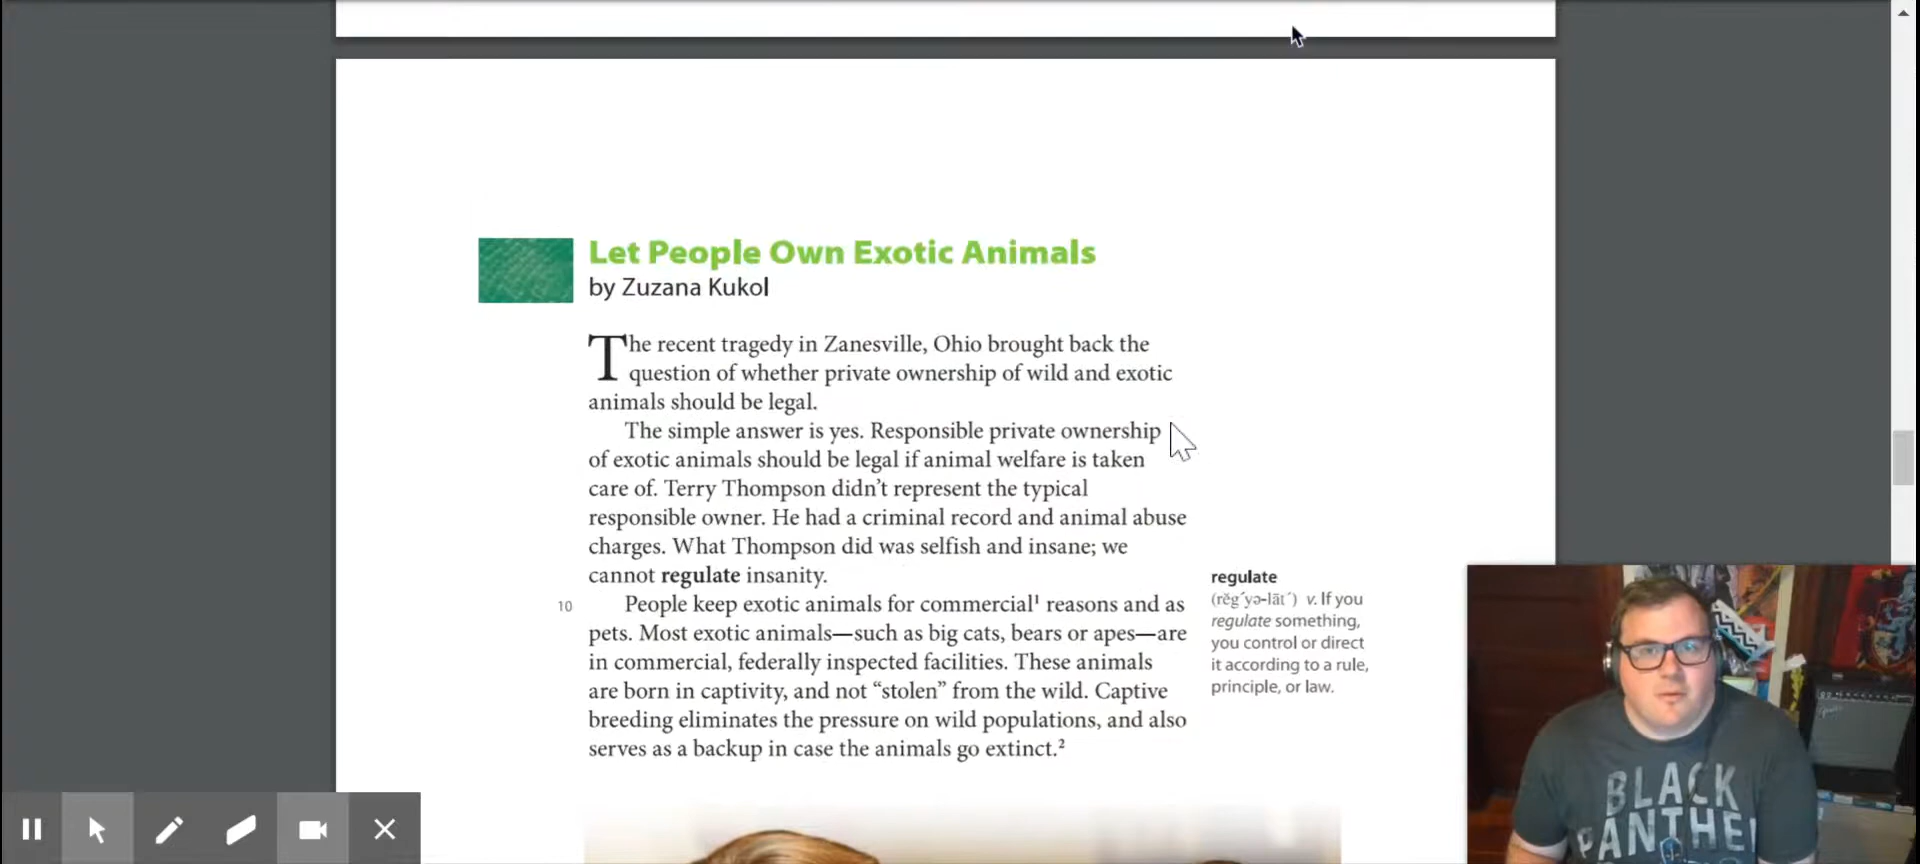 Let People Own Exotic Animals
by Zuzana Kukol
The recent tragedy in Zanesville, Ohio brought back the
question of whether private ownership of wild and exotic
animals should be legal.
The simple answer is yes. Responsible private ownership
of exotic animals should be legal if animal welfare is taken
care of. Terry Thompson didn’t represent the typical
responsible owner. He had a criminal record and animal abuse
charges. What Thompson did was selfish and insane; we
cannot regulate insanity.
10 People keep exotic animals for commercial¹ reasons and as
pets. Most exotic animals—such as big cats, bears or apes—are
in commercial, federally inspected facilities. These animals
are born in captivity, and not “stolen” from the wild. Captive
breeding eliminates the pressure on wild populations, and also
serves as a backup in case the animals go extinct.²
regulate
(rĕg´yə-lāt´) v. If you
regulate something,
you control or direct
it according to a rule,
principle, or law.
BLACK
PANTHE